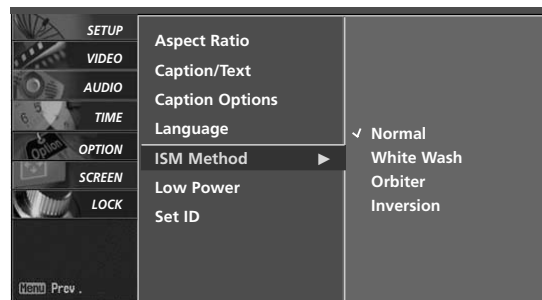 SETUP
VIDEO
AUDIO
TIME
OPTION
SCREEN
LOCK
Menu Prev.
Aspect Ratio
Caption/Text
Caption Options
Language
ISM Method ▶
Low Power
Set ID
✓ Normal
White Wash
Orbiter
Inversion
Option